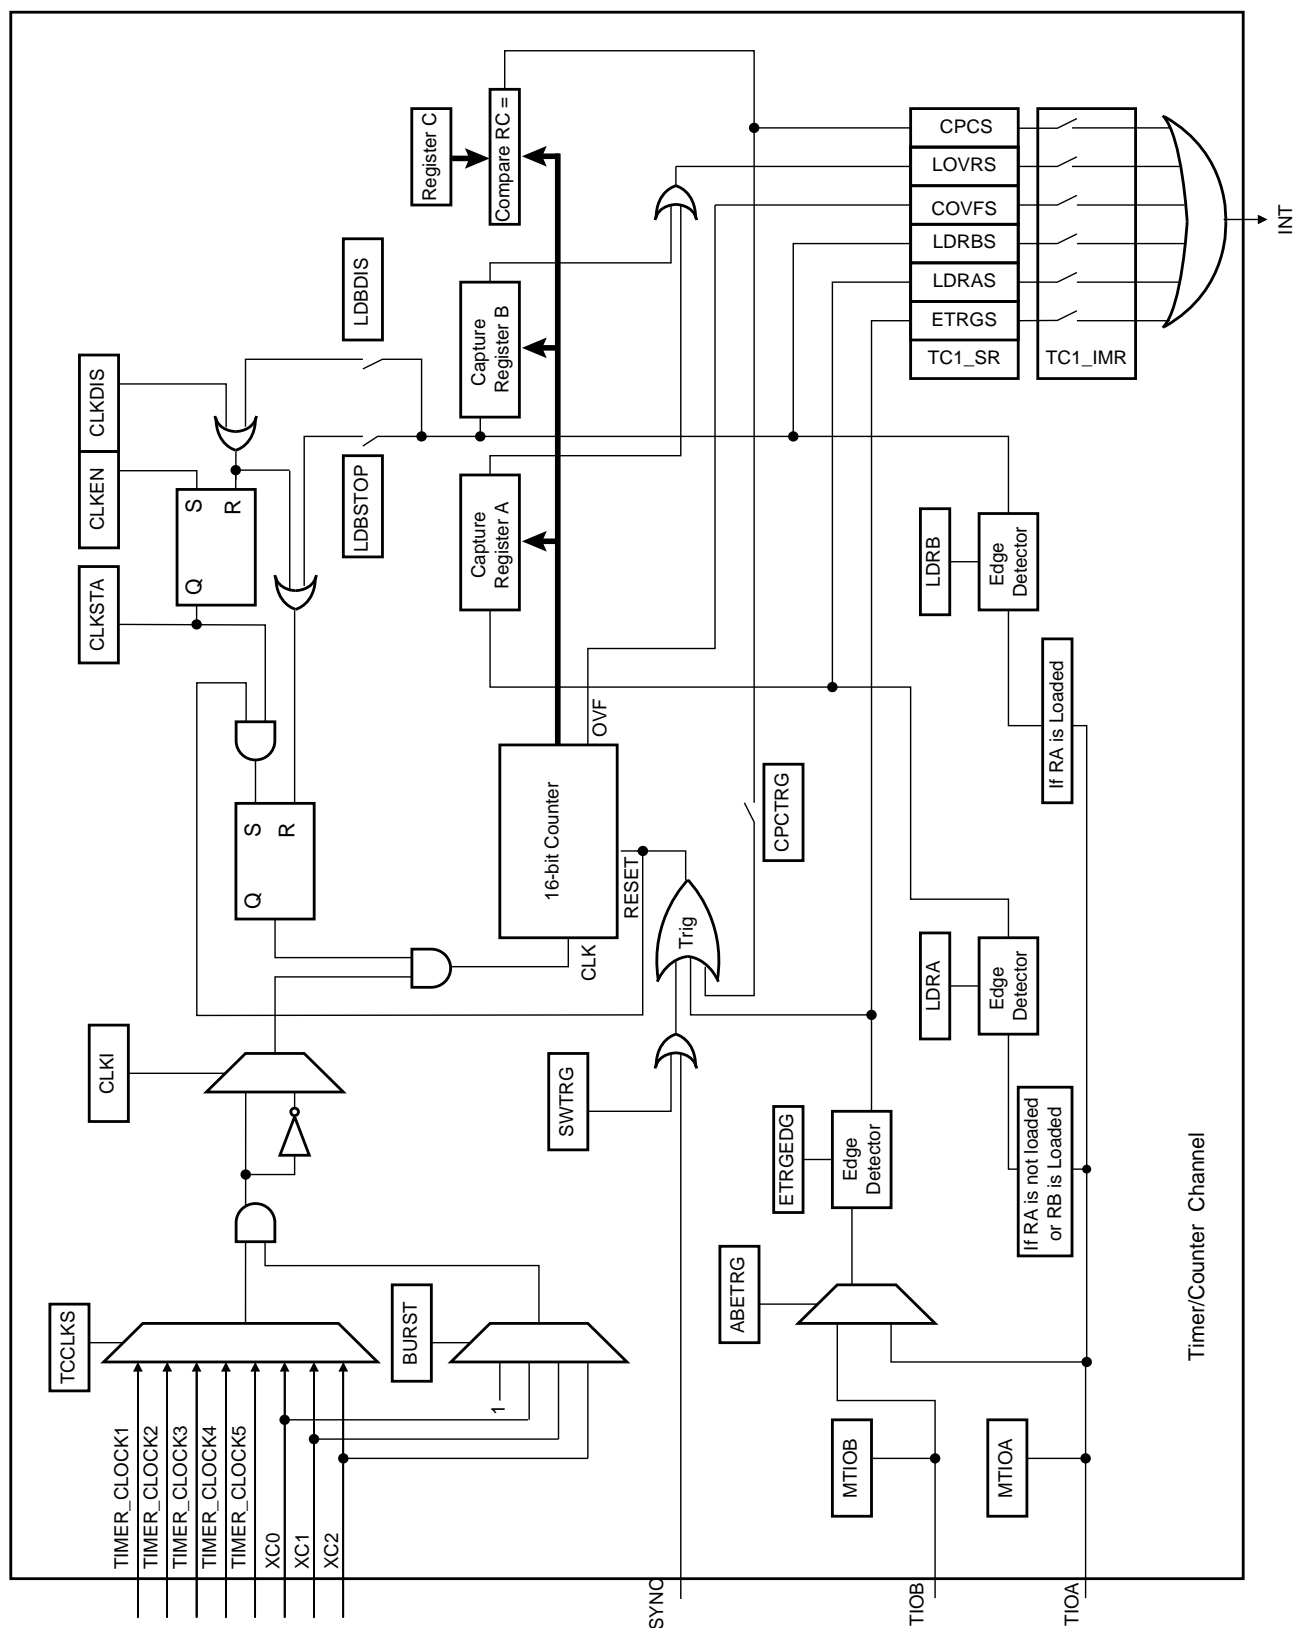 TCCLKS
TIMER_CLOCK1
TIMER_CLOCK2
TIMER_CLOCK3
TIMER_CLOCK4
TIMER_CLOCK5
XC0
XC1
XC2
BURST
1
CLKI
CLKSTA
CLKEN
CLKDIS
Q
S
R
Q
S
R
LDBSTOP
LDBDIS
Register C
Compare RC =
Capture
Register B
Capture
Register A
16-bit Counter
CLK
OVF
RESET
Trig
CPCTRG
SWTRG
SYNC
ABETRG
ETRGEDG
Edge
Detector
MTIOB
TIOB
MTIOA
TIOA
LDRA
Edge
Detector
If RA is not loaded
or RB is Loaded
LDRB
Edge
Detector
If RA is Loaded
CPCS
LOVRS
COVFS
LDRBS
LDRAS
ETRGS
TC1_SR
TC1_IMR
INT
Timer/Counter Channel